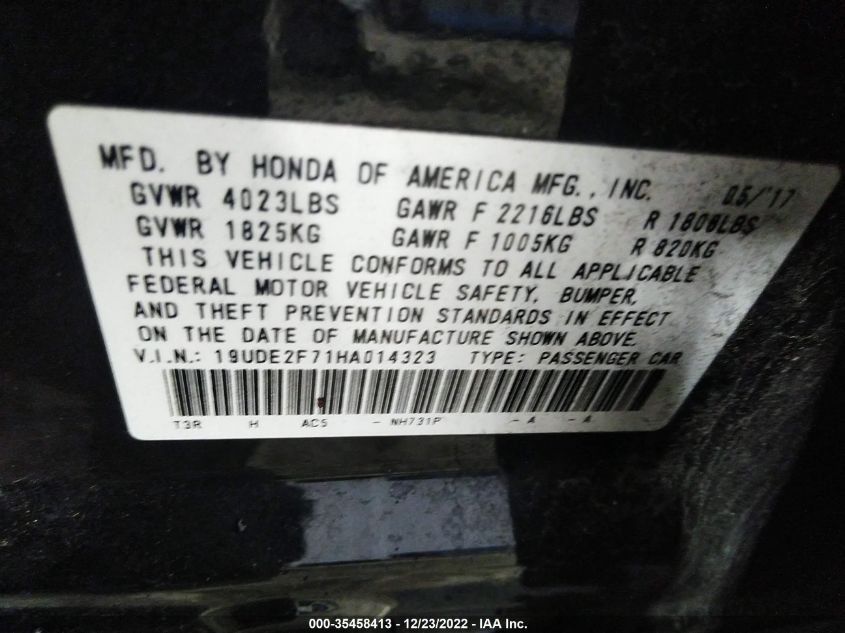 MFD. BY HONDA OF AMERICA MFG., INC. 05/'17
GVWR 4023LBS GAWR F 2216LBS R 1808LBS
GVWR 1825KG GAWR F 1005KG R 820KG
THIS VEHICLE CONFORMS TO ALL APPLICABLE
FEDERAL MOTOR VEHICLE SAFETY, BUMPER,
AND THEFT PREVENTION STANDARDS IN EFFECT
ON THE DATE OF MANUFACTURE SHOWN ABOVE.
V.I.N.: 19UDE2F71HA014323 TYPE: PASSENGER CAR
T3R H AC5 - NH731P - A - A
000-35458413 - 12/23/2022 - IAA Inc.